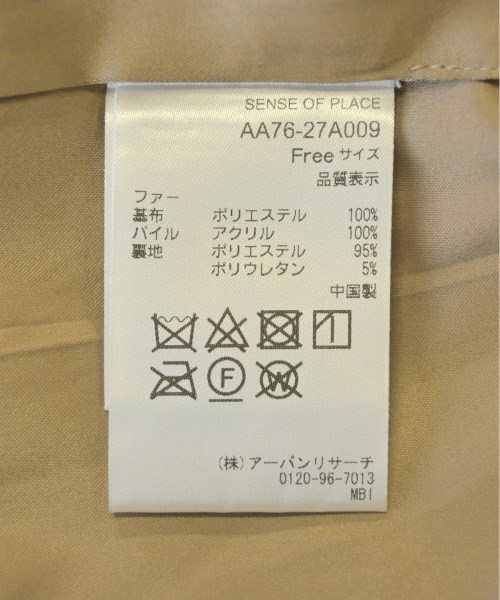 SENSE OF PLACE
AA76-27A009
Free サイズ
品質表示
ファー
基布 ポリエステル 100%
パイル アクリル 100%
裏地 ポリエステル 95%
ポリウレタン 5%
中国製
F
W
(株)アーバンリサーチ
0120-96-7013
MBI